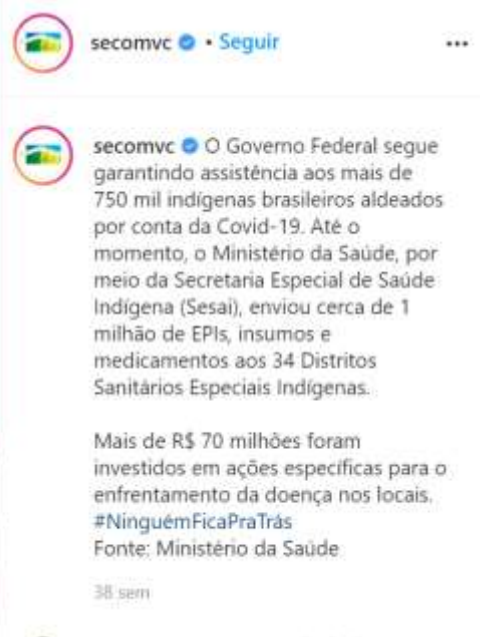 secomvc • Seguir
secomvc O Governo Federal segue
garantindo assistência aos mais de
750 mil indígenas brasileiros aldeados
por conta da Covid-19. Até o
momento, o Ministério da Saúde, por
meio da Secretaria Especial de Saúde
Indígena (Sesai), enviou cerca de 1
milhão de EPIs, insumos e
medicamentos aos 34 Distritos
Sanitários Especiais Indígenas.
Mais de R$ 70 milhões foram
investidos em ações específicas para o
enfrentamento da doença nos locais.
#NinguémFicaPraTrás
Fonte: Ministério da Saúde
38 sem